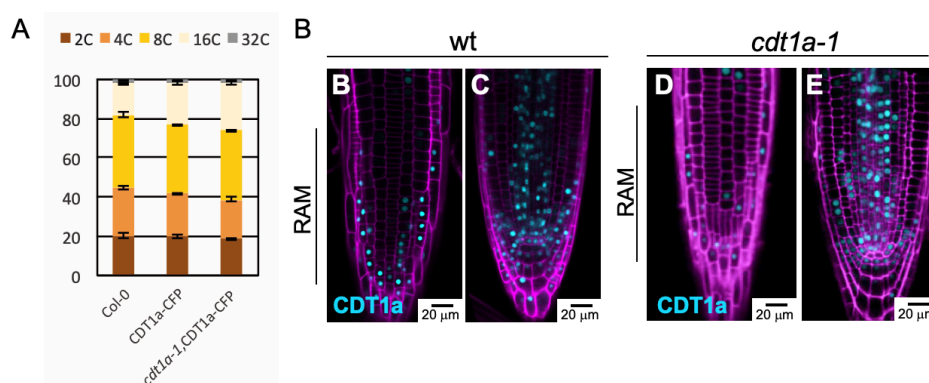 A
2C 4C 8C 16C 32C
100
80
60
40
20
0
Col-0
CDT1a-CFP
cdt1a-1,CDT1a-CFP
B
wt
cdt1a-1
RAM
B
C
CDT1a
20 µm
20 µm
RAM
D
E
CDT1a
20 µm
20 µm